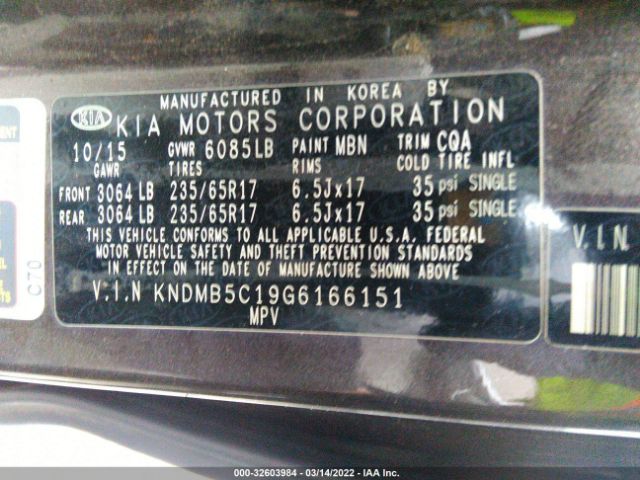 MANUFACTURED IN KOREA BY
KIA KIA MOTORS CORPORATION
10/15 GVWR 6085LB PAINT MBN TRIM CQA
GAWR TIRES RIMS COLD TIRE INFL
FRONT 3064 LB 235/65R17 6.5Jx17 35 psi SINGLE
REAR 3064 LB 235/65R17 6.5Jx17 35 psi SINGLE
THIS VEHICLE CONFORMS TO ALL APPLICABLE U.S.A. FEDERAL
MOTOR VEHICLE SAFETY AND THEFT PREVENTION STANDARDS
IN EFFECT ON THE DATE OF MANUFACTURE SHOWN ABOVE
V.I.N KNDMB5C19G6166151
MPV
C70
V.I.N
000-32603984 - 03/14/2022 - IAA Inc.